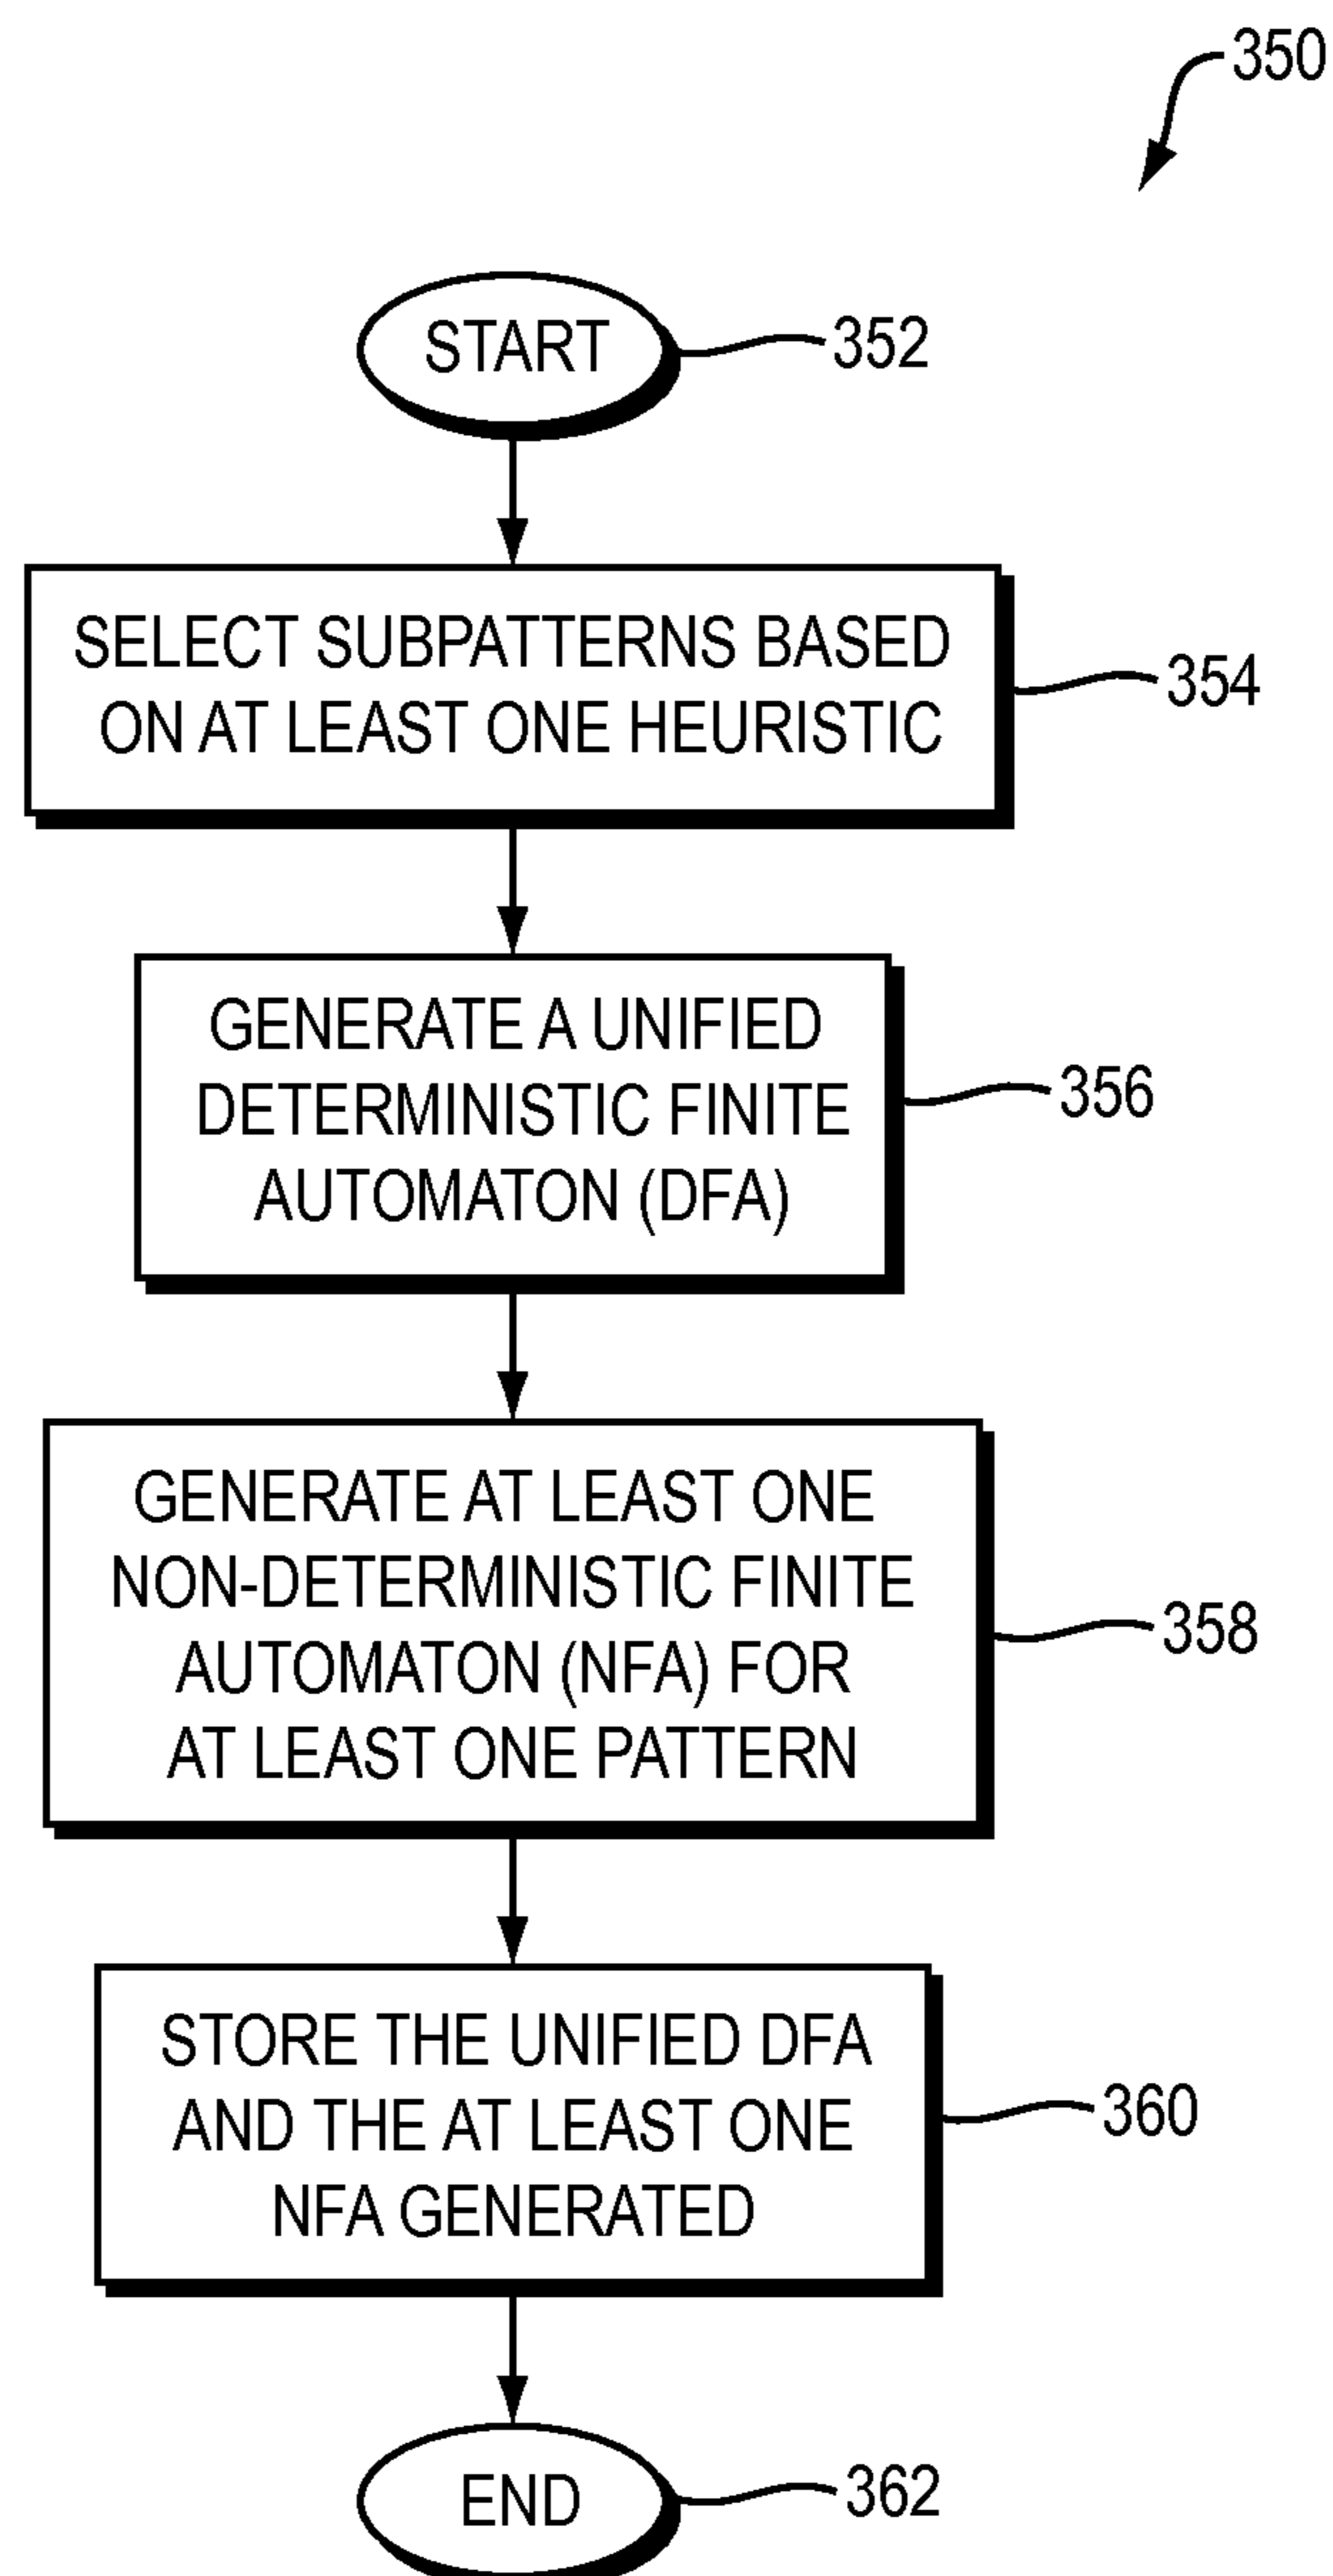 350
START
352
SELECT SUBPATTERNS BASED
ON AT LEAST ONE HEURISTIC
354
GENERATE A UNIFIED
DETERMINISTIC FINITE
AUTOMATON (DFA)
356
GENERATE AT LEAST ONE
NON-DETERMINISTIC FINITE
AUTOMATON (NFA) FOR
AT LEAST ONE PATTERN
358
STORE THE UNIFIED DFA
AND THE AT LEAST ONE
NFA GENERATED
360
END
362